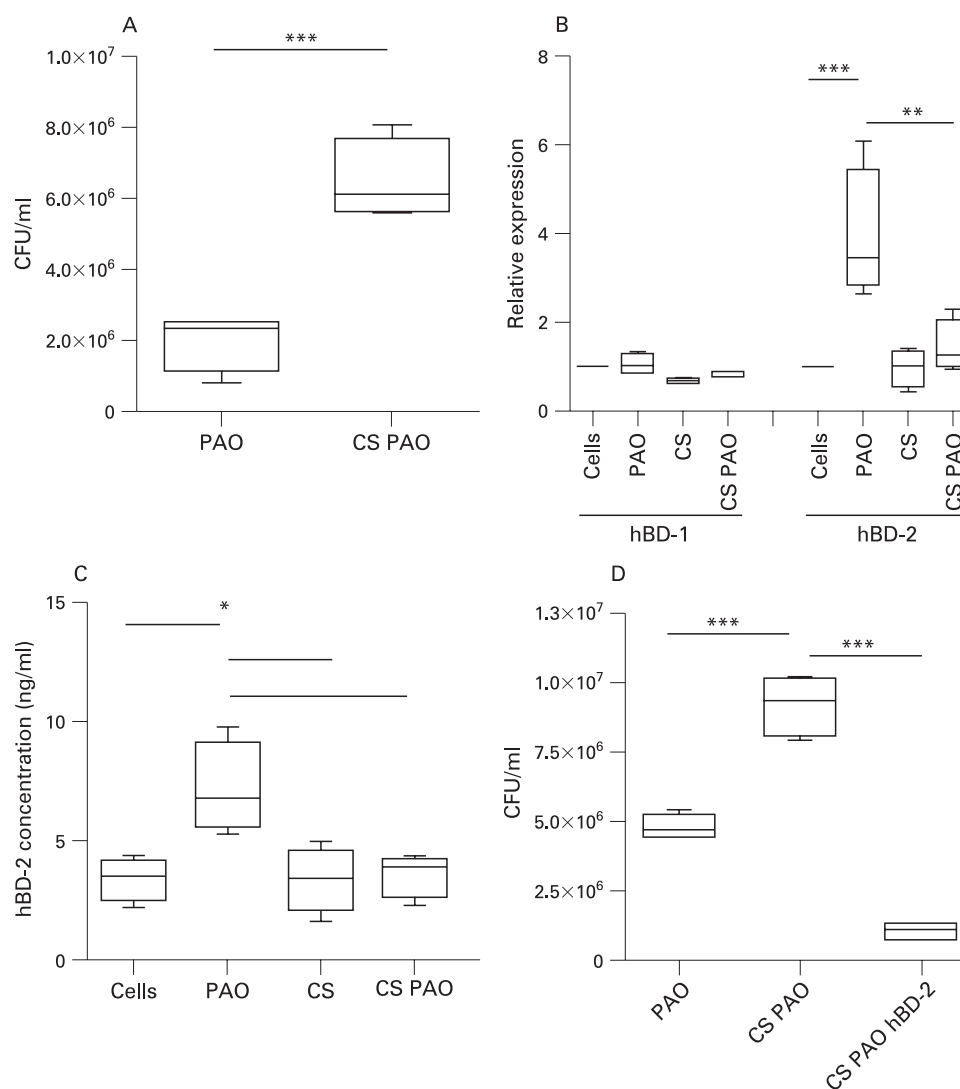 A
***
1.0×10⁷
8.0×10⁶
6.0×10⁶
4.0×10⁶
2.0×10⁶
0
CFU/ml
PAO
CS PAO
B
8
6
4
2
0
Relative expression
***
**
Cells
PAO
CS
CS PAO
Cells
PAO
CS
CS PAO
hBD-1
hBD-2
C
15
10
5
0
hBD-2 concentration (ng/ml)
*
Cells
PAO
CS
CS PAO
D
1.3×10⁷
1.0×10⁷
7.5×10⁶
5.0×10⁶
2.5×10⁶
0
CFU/ml
***
***
PAO
CS PAO
CS PAO hBD-2